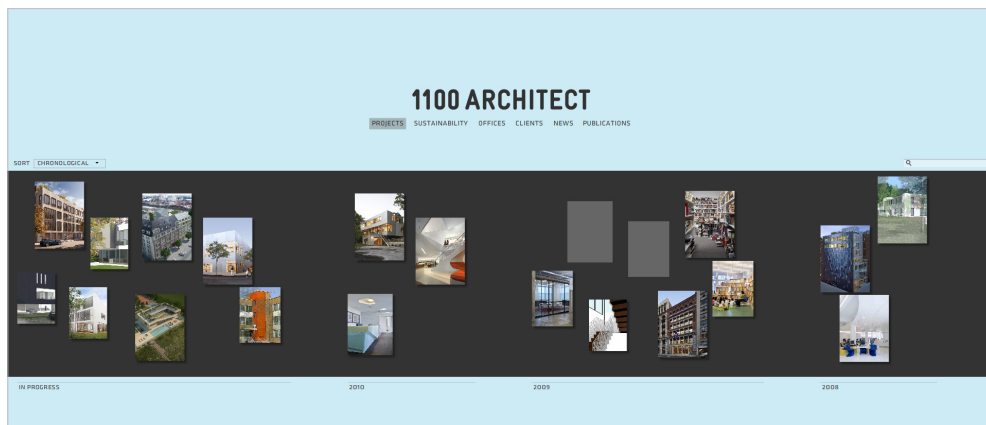 1100 ARCHITECT
PROJECTS SUSTAINABILITY OFFICES CLIENTS NEWS PUBLICATIONS
SORT CHRONOLOGICAL
IN PROGRESS 2010 2009 2008